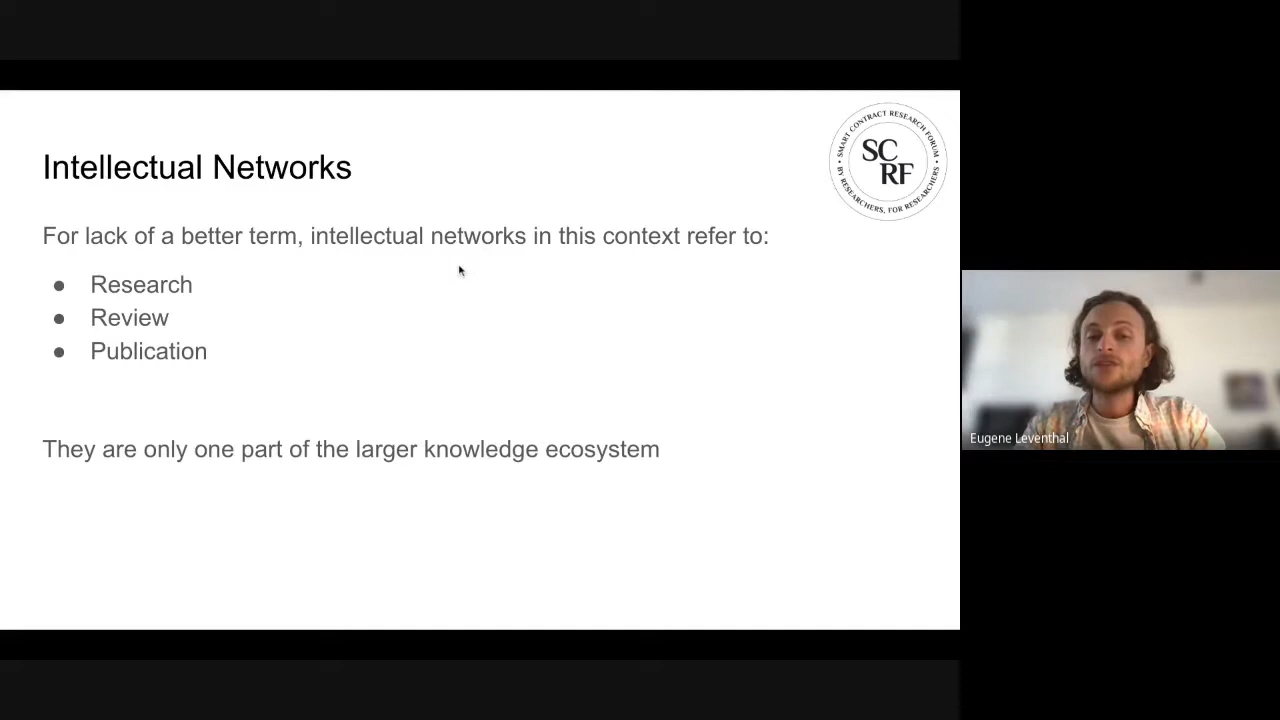 Intellectual Networks
SMART CONTRACT RESEARCH FORUM
• BY RESEARCHERS, FOR RESEARCHERS •
SC
RF
For lack of a better term, intellectual networks in this context refer to:
● Research
● Review
● Publication
They are only one part of the larger knowledge ecosystem
Eugene Leventhal